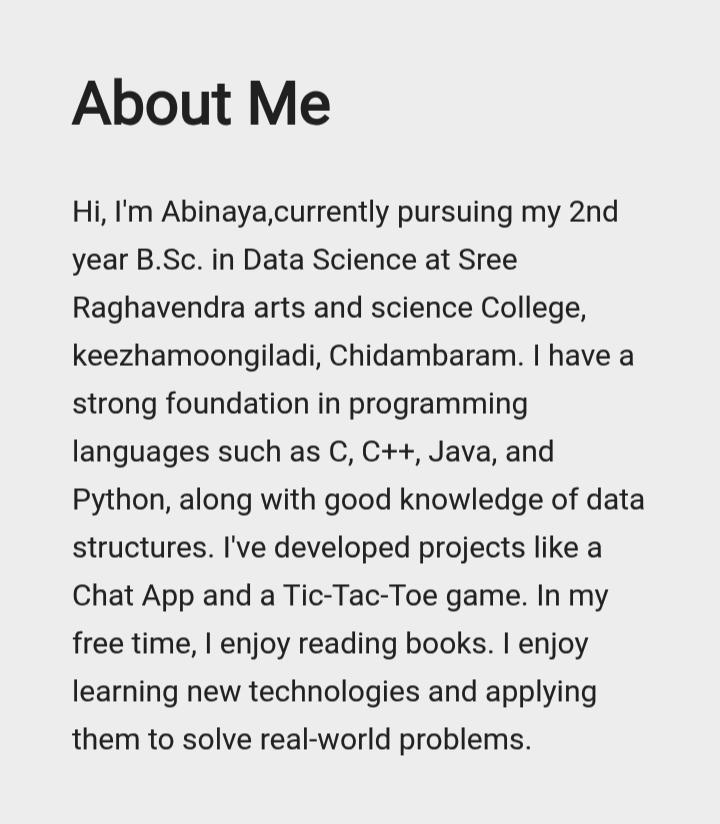 About Me
Hi, I'm Abinaya,currently pursuing my 2nd
year B.Sc. in Data Science at Sree
Raghavendra arts and science College,
keezhamoongiladi, Chidambaram. I have a
strong foundation in programming
languages such as C, C++, Java, and
Python, along with good knowledge of data
structures. I've developed projects like a
Chat App and a Tic-Tac-Toe game. In my
free time, I enjoy reading books. I enjoy
learning new technologies and applying
them to solve real-world problems.